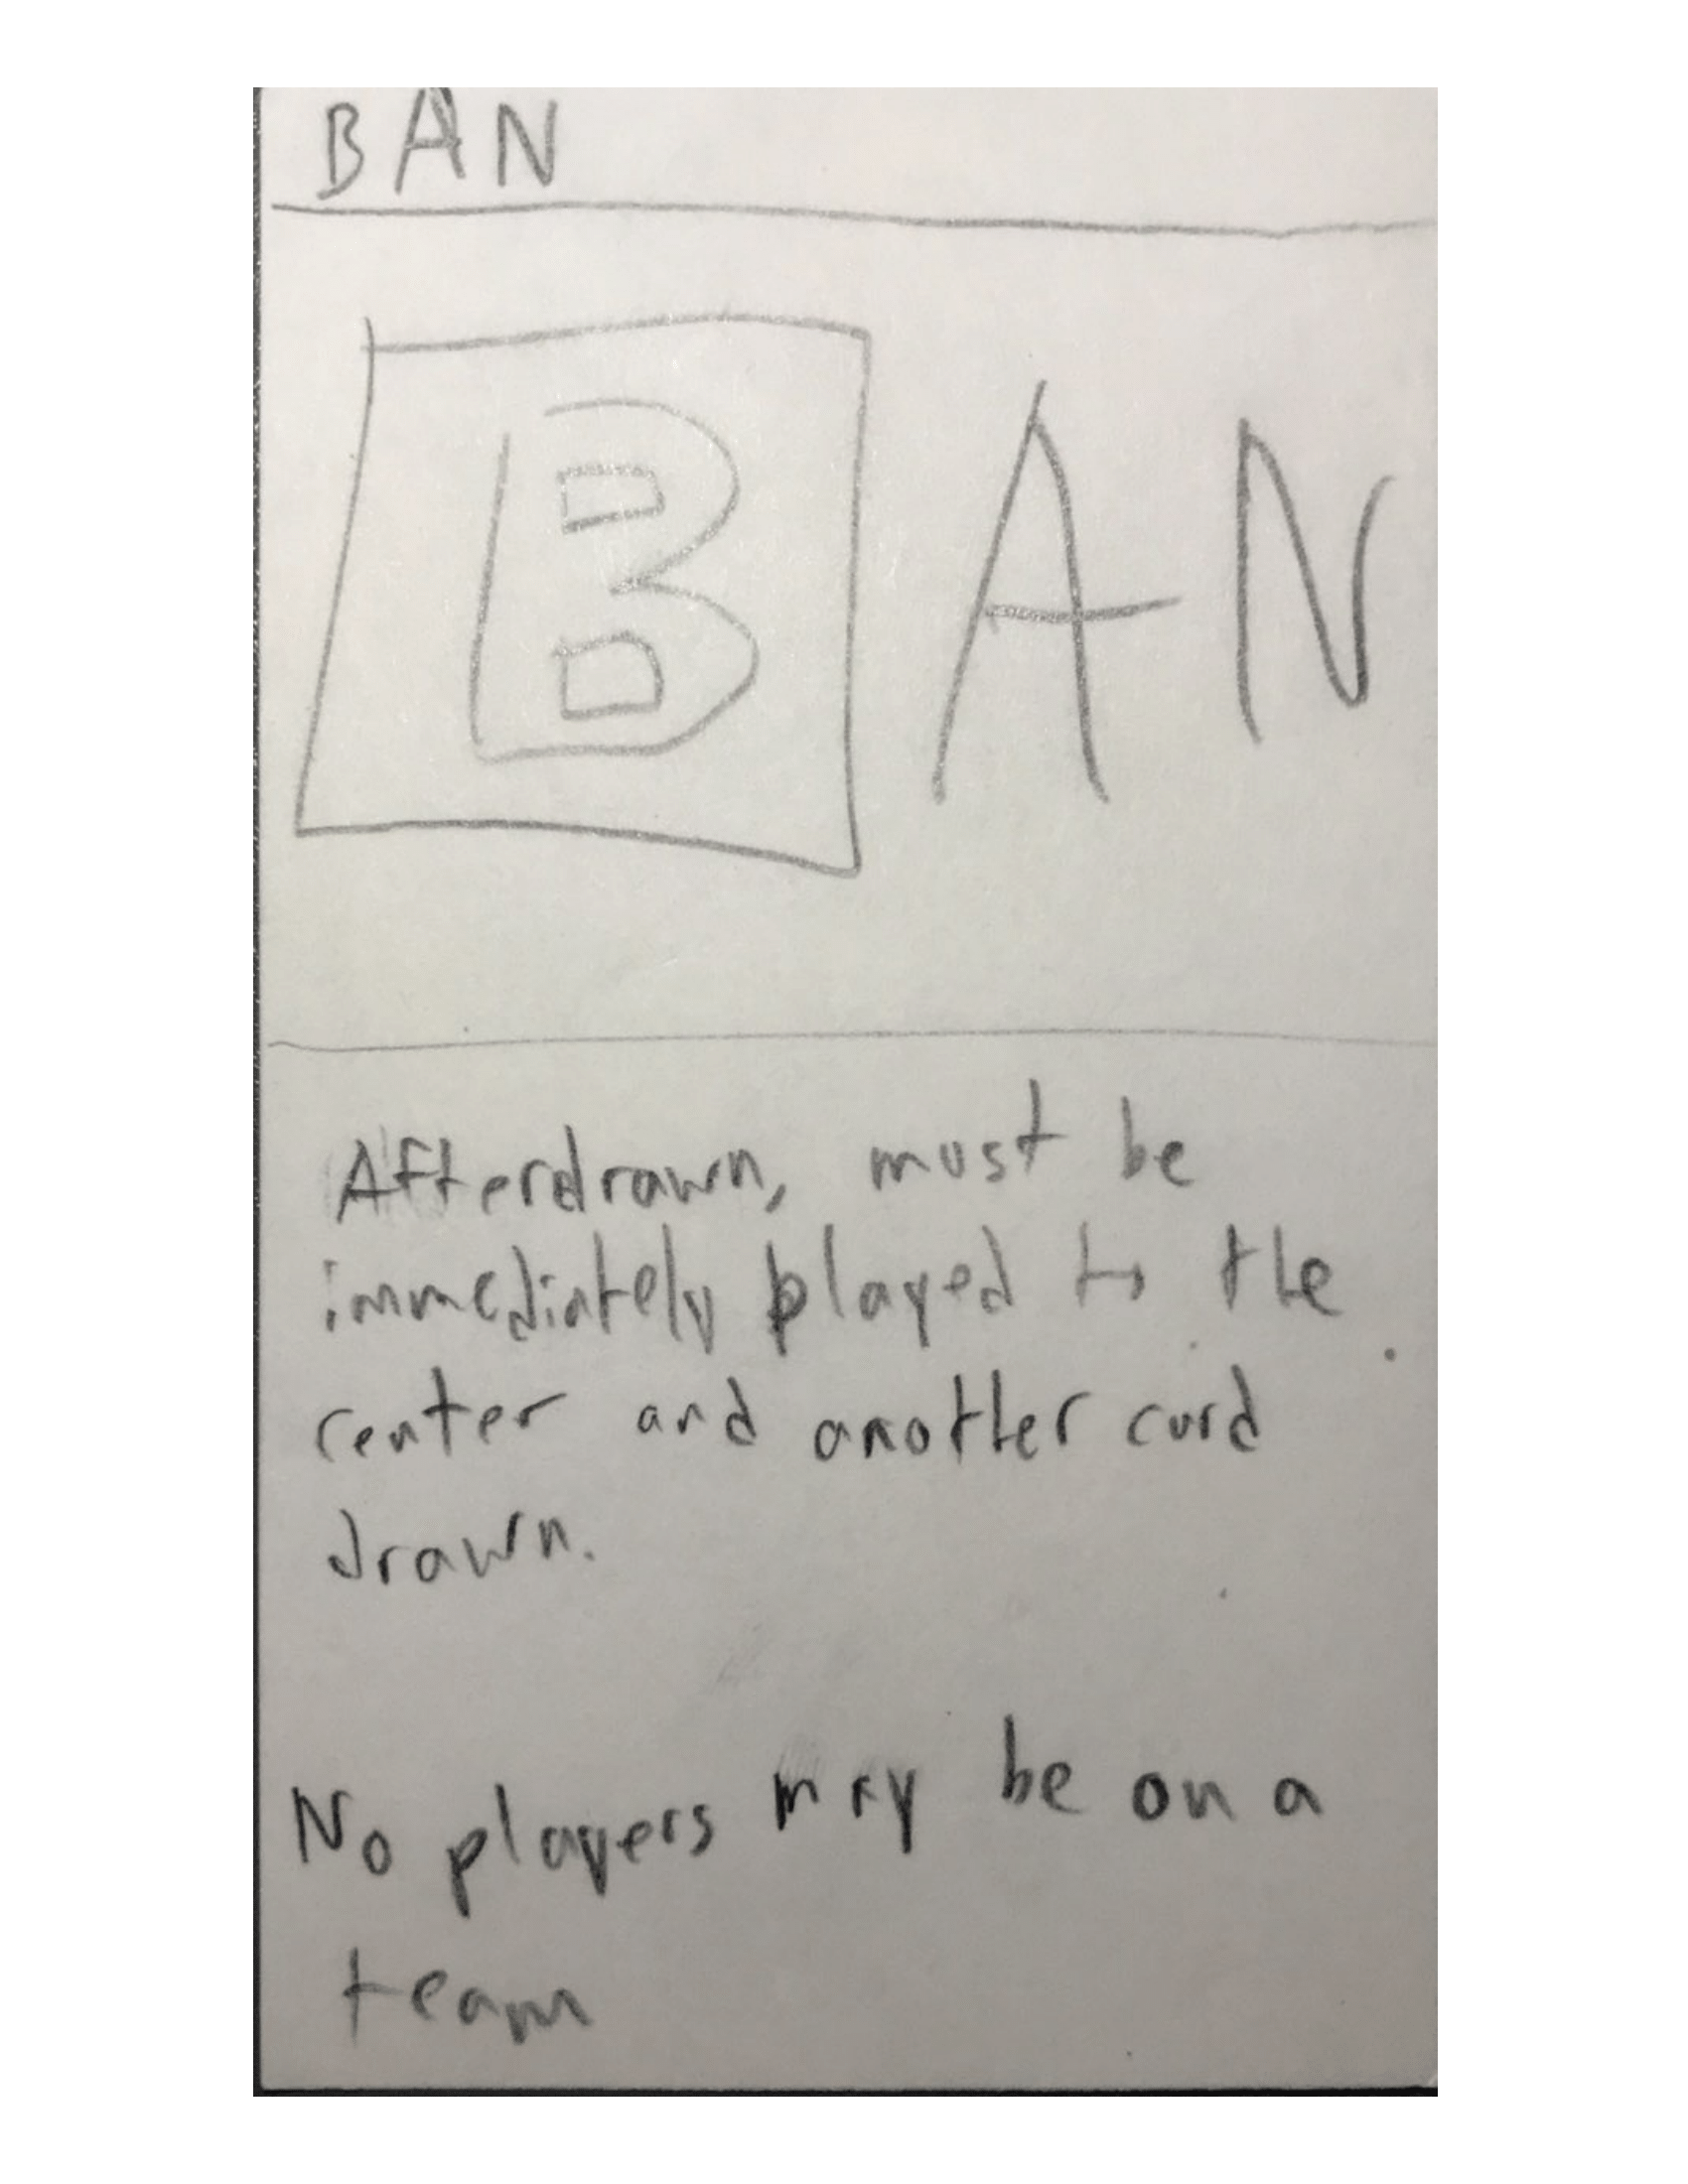 BAN
BAN
Afterdrawn, must be
immediately played to the
center and another card
drawn.
No players may be on a
team